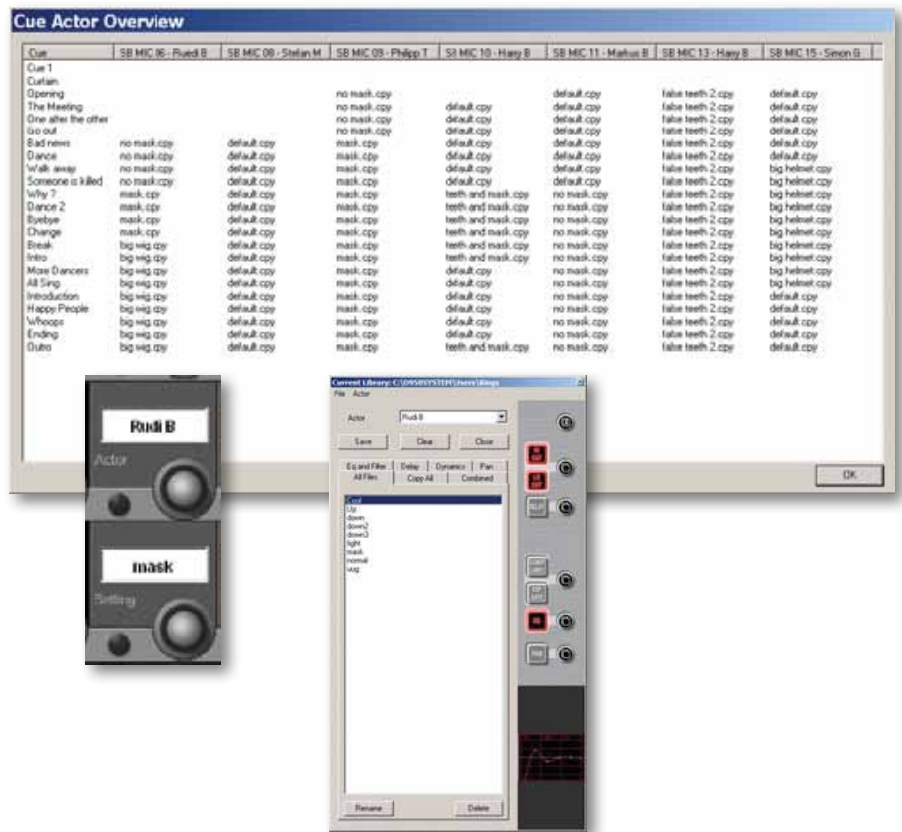 Cue Actor Overview
Cue SB MIC 06 - Ruedi B SB MIC 08 - Stefan M SB MIC 09 - Philipp T SB MIC 10 - Harry B SB MIC 11 - Markus B SB MIC 13 - Harry B SB MIC 15 - Simon G
Cue 1
Curtain
Opening no mask.cpy default.cpy false teeth 2.cpy default.cpy
The Meeting no mask.cpy default.cpy default.cpy false teeth 2.cpy default.cpy
One after the other no mask.cpy default.cpy default.cpy false teeth 2.cpy default.cpy
Go out no mask.cpy default.cpy default.cpy false teeth 2.cpy default.cpy
Bad news no mask.cpy default.cpy mask.cpy default.cpy default.cpy false teeth 2.cpy default.cpy
Dance no mask.cpy default.cpy mask.cpy default.cpy default.cpy false teeth 2.cpy default.cpy
Walk away no mask.cpy default.cpy mask.cpy default.cpy default.cpy false teeth 2.cpy big helmet.cpy
Someone is killed no mask.cpy default.cpy mask.cpy default.cpy default.cpy false teeth 2.cpy big helmet.cpy
Why ? mask.cpy default.cpy mask.cpy teeth and mask.cpy no mask.cpy false teeth 2.cpy big helmet.cpy
Dance 2 mask.cpy default.cpy mask.cpy teeth and mask.cpy no mask.cpy false teeth 2.cpy big helmet.cpy
Byebye mask.cpy default.cpy mask.cpy teeth and mask.cpy no mask.cpy false teeth 2.cpy big helmet.cpy
Change mask.cpy default.cpy mask.cpy teeth and mask.cpy no mask.cpy false teeth 2.cpy big helmet.cpy
Break big wig.cpy default.cpy mask.cpy teeth and mask.cpy no mask.cpy false teeth 2.cpy big helmet.cpy
Intro big wig.cpy default.cpy mask.cpy teeth and mask.cpy no mask.cpy false teeth 2.cpy big helmet.cpy
More Dancers big wig.cpy default.cpy mask.cpy default.cpy no mask.cpy false teeth 2.cpy big helmet.cpy
All Sing big wig.cpy default.cpy mask.cpy default.cpy no mask.cpy false teeth 2.cpy big helmet.cpy
Introduction big wig.cpy default.cpy mask.cpy default.cpy no mask.cpy false teeth 2.cpy default.cpy
Happy People big wig.cpy default.cpy mask.cpy default.cpy no mask.cpy false teeth 2.cpy default.cpy
Whoops big wig.cpy default.cpy mask.cpy default.cpy no mask.cpy false teeth 2.cpy default.cpy
Ending big wig.cpy default.cpy mask.cpy default.cpy no mask.cpy false teeth 2.cpy default.cpy
Outro big wig.cpy default.cpy mask.cpy teeth and mask.cpy no mask.cpy false teeth 2.cpy default.cpy
OK
Rudi B
Actor
mask
Setting
Current Library: C:\D950SYSTEM\Users\
File Actor
Actor Rudi B
Save Clear Close
Eq and Filter Delay Dynamics Pan
All Files Copy All Combined
Cool
Up
down
down2
down3
light
mask
normal
Rename Delete